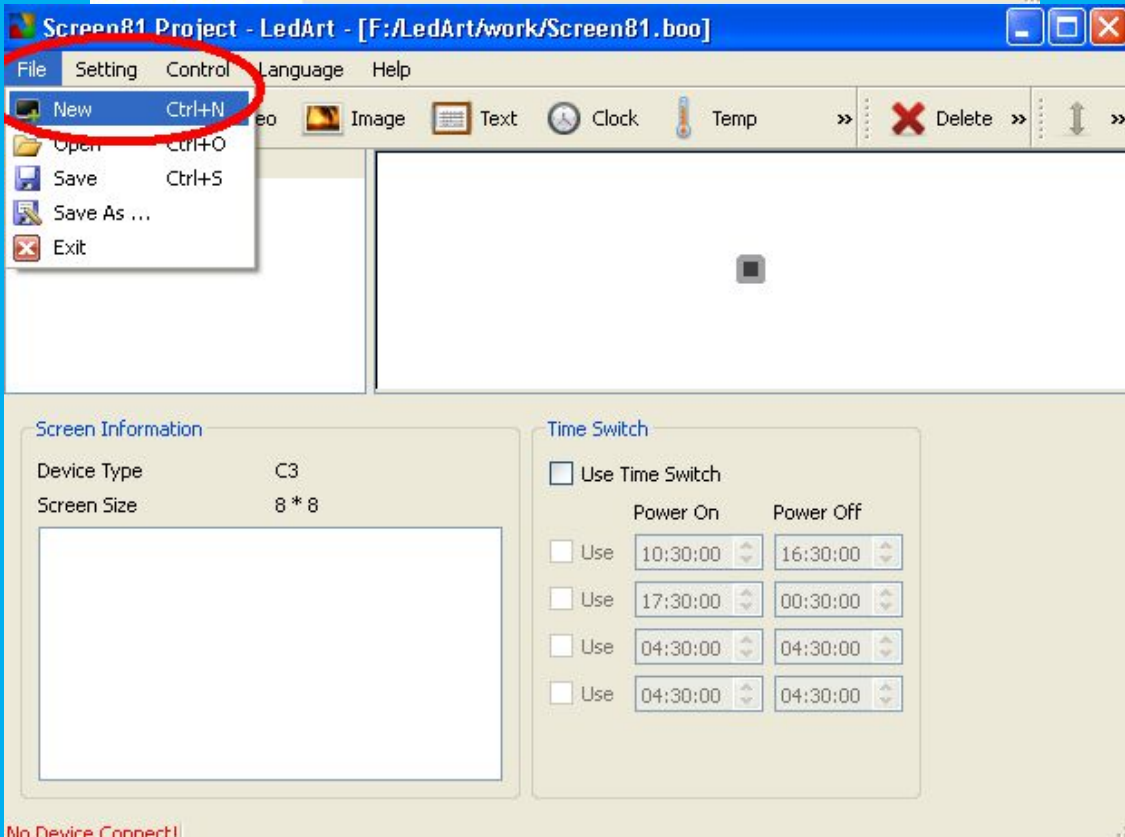 Screen81 Project - LedArt - [F:/LedArt/work/Screen81.boo]
File Setting Control Language Help
New Ctrl+N
eo Image Text Clock Temp » Delete » »
Open Ctrl+O
Save Ctrl+S
Save As ...
Exit
Screen Information
Device Type C3
Screen Size 8 * 8
Time Switch
Use Time Switch
Power On Power Off
Use 10:30:00 16:30:00
Use 17:30:00 00:30:00
Use 04:30:00 04:30:00
Use 04:30:00 04:30:00
No Device Connect!